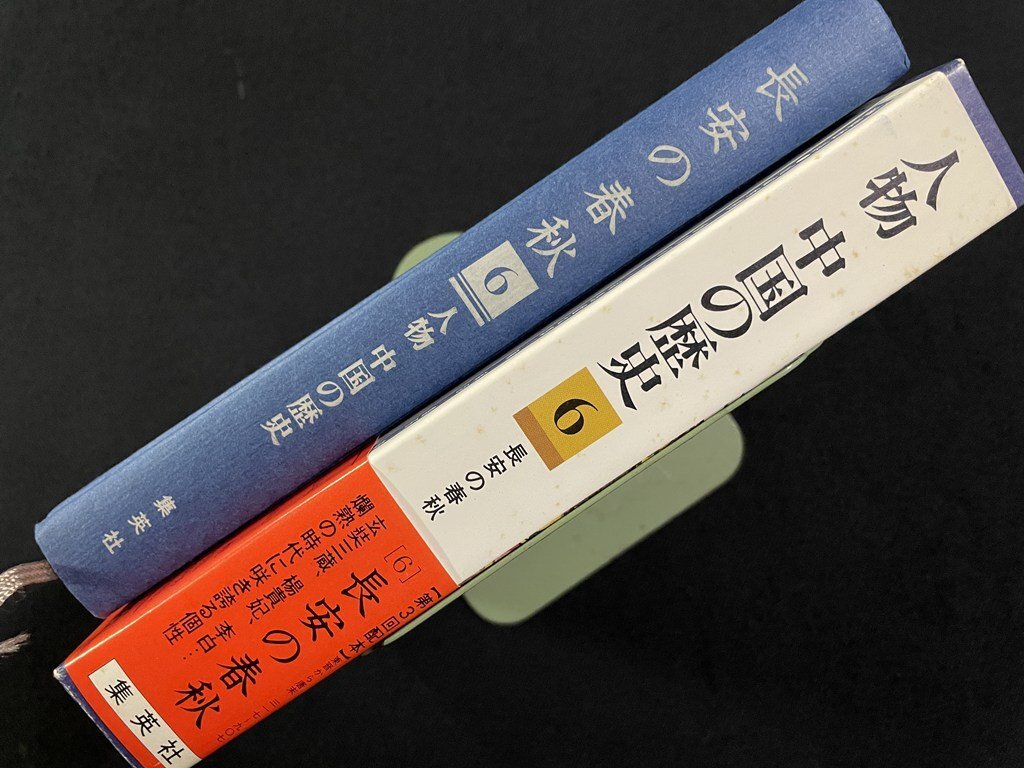 長安の春秋
6
人物
中国の歴史
集英社
人物
中国の歴史
6
長安の春秋
[第3回配本]
[6]
長安の春秋
玄奘三蔵、楊貴妃、李白…
爛熟の時代に咲き誇る個性
集英社